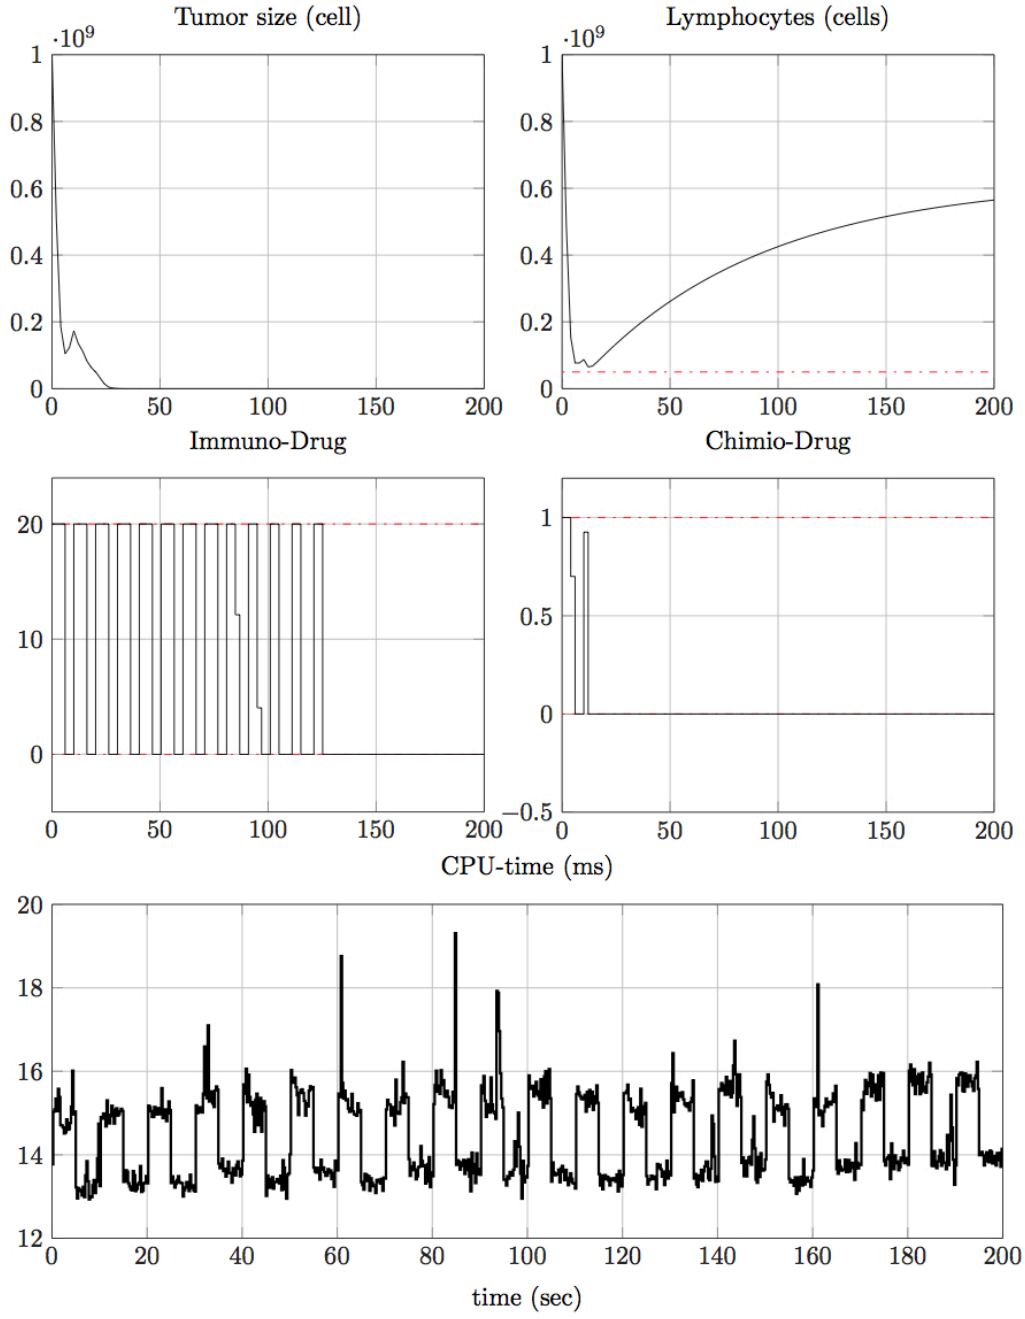 Tumor size (cell)
Lymphocytes (cells)
·10⁹
·10⁹
1
0.8
0.6
0.4
0.2
0
0 50 100 150 200
1
0.8
0.6
0.4
0.2
0
0 50 100 150 200
Immuno-Drug
Chimio-Drug
20
10
0
0 50 100 150 200
1
0.5
0
−0.5
0 50 100 150 200
CPU-time (ms)
20
18
16
14
12
0 20 40 60 80 100 120 140 160 180 200
time (sec)